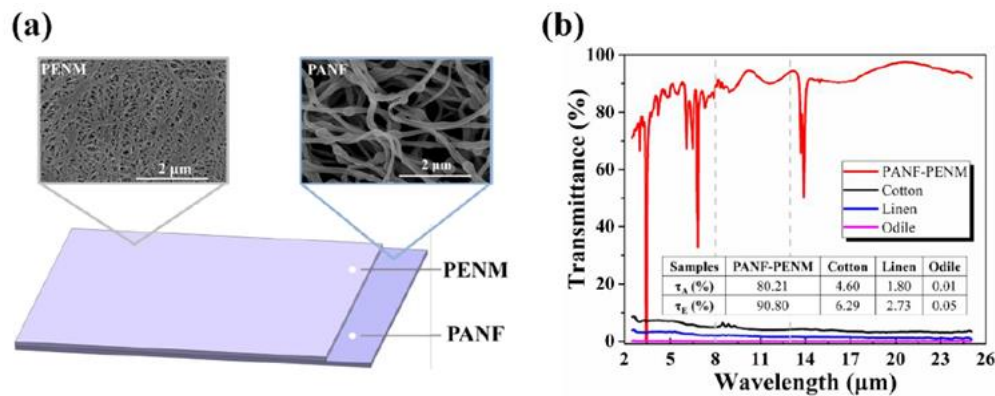 (a)
PENM
2 μm
PANF
2 μm
PENM
PANF
(b)
100
80
60
40
20
0
Transmittance (%)
PANF-PENM
Cotton
Linen
Odile
Samples PANF-PENM Cotton Linen Odile
τA (%) 80.21 4.60 1.80 0.01
τE (%) 90.80 6.29 2.73 0.05
2 5 8 11 14 17 20 23 26
Wavelength (μm)